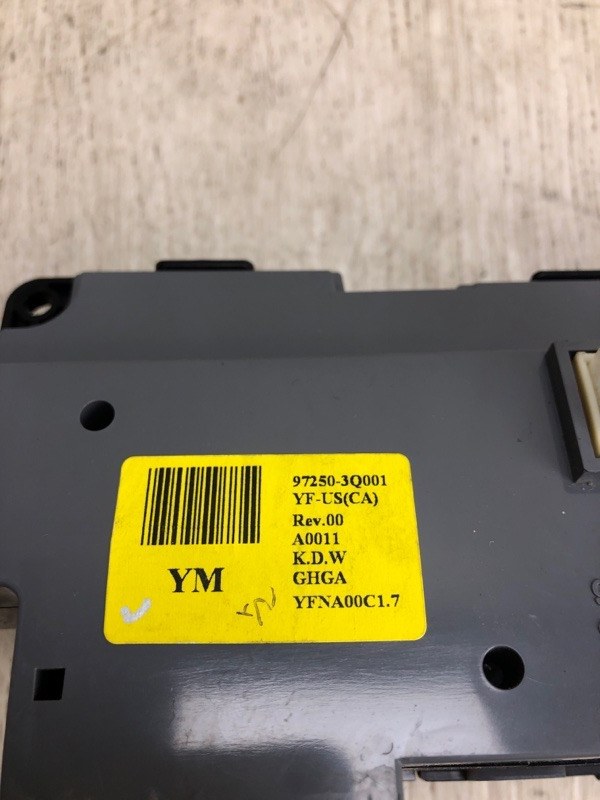 97250-3Q001
YF-US(CA)
Rev.00
A0011
K.D.W
GHGA
YFNA00C1.7
YM